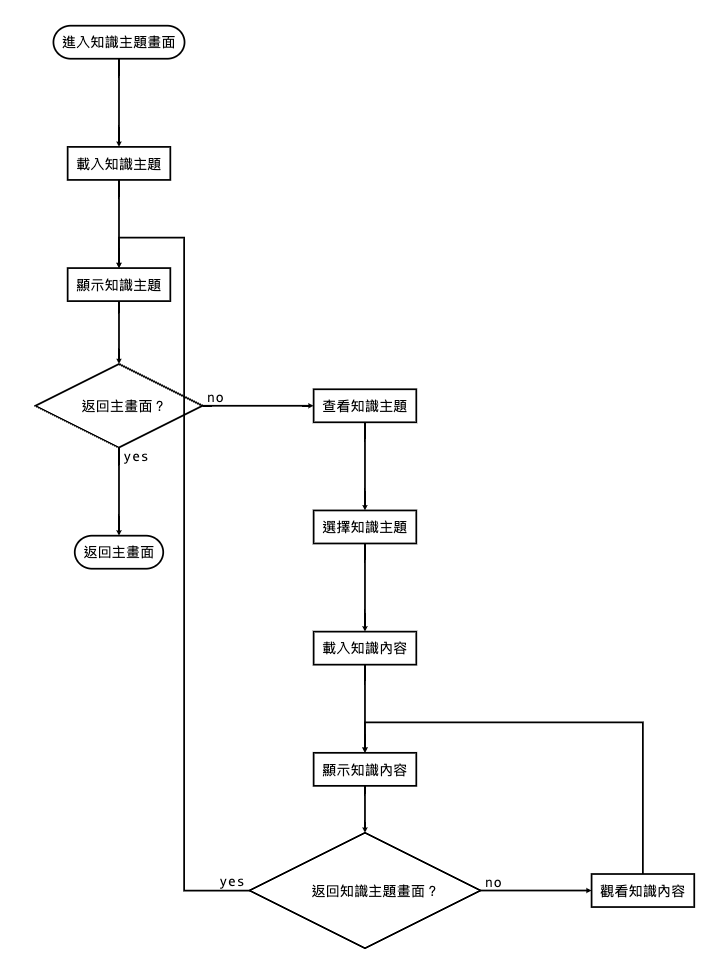 進入知識主題畫面
載入知識主題
顯示知識主題
返回主畫面？
no
yes
返回主畫面
查看知識主題
選擇知識主題
載入知識內容
顯示知識內容
返回知識主題畫面？
yes
no
觀看知識內容